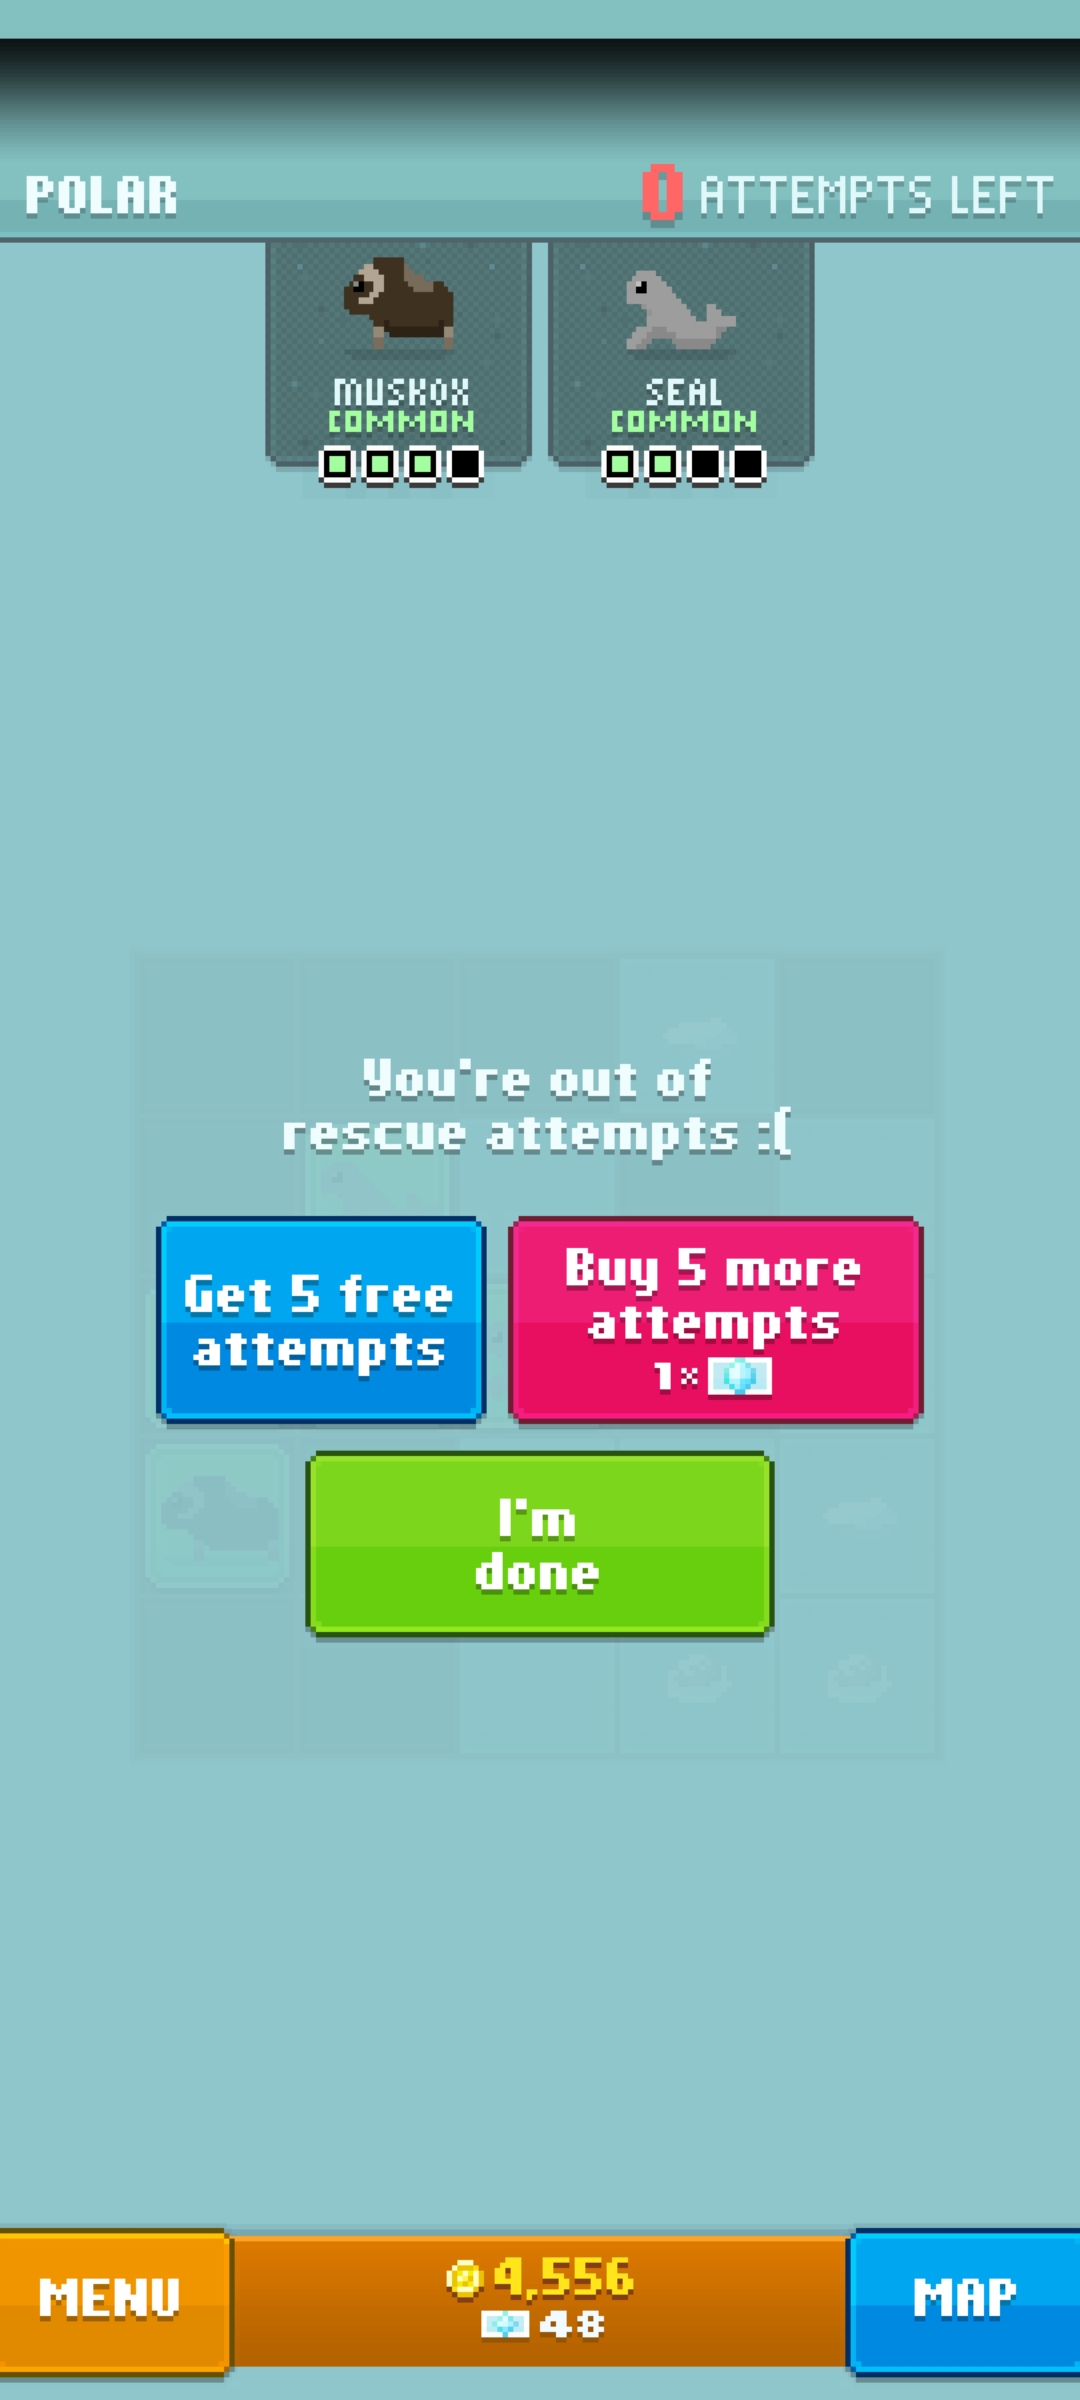 POLAR
0 ATTEMPTS LEFT
MUSKOX
COMMON
SEAL
COMMON
You're out of
rescue attempts :(
Get 5 free
attempts
Buy 5 more
attempts
1×
I'm
done
MENU
4,556
48
MAP